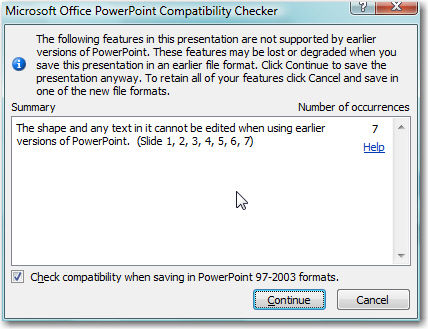 Microsoft Office PowerPoint Compatibility Checker
The following features in this presentation are not supported by earlier
versions of PowerPoint. These features may be lost or degraded when you
save this presentation in an earlier file format. Click Continue to save the
presentation anyway. To retain all of your features click Cancel and save in
one of the new file formats.
Summary Number of occurrences
The shape and any text in it cannot be edited when using earlier 7
versions of PowerPoint. (Slide 1, 2, 3, 4, 5, 6, 7) Help
Check compatibility when saving in PowerPoint 97-2003 formats.
Continue Cancel